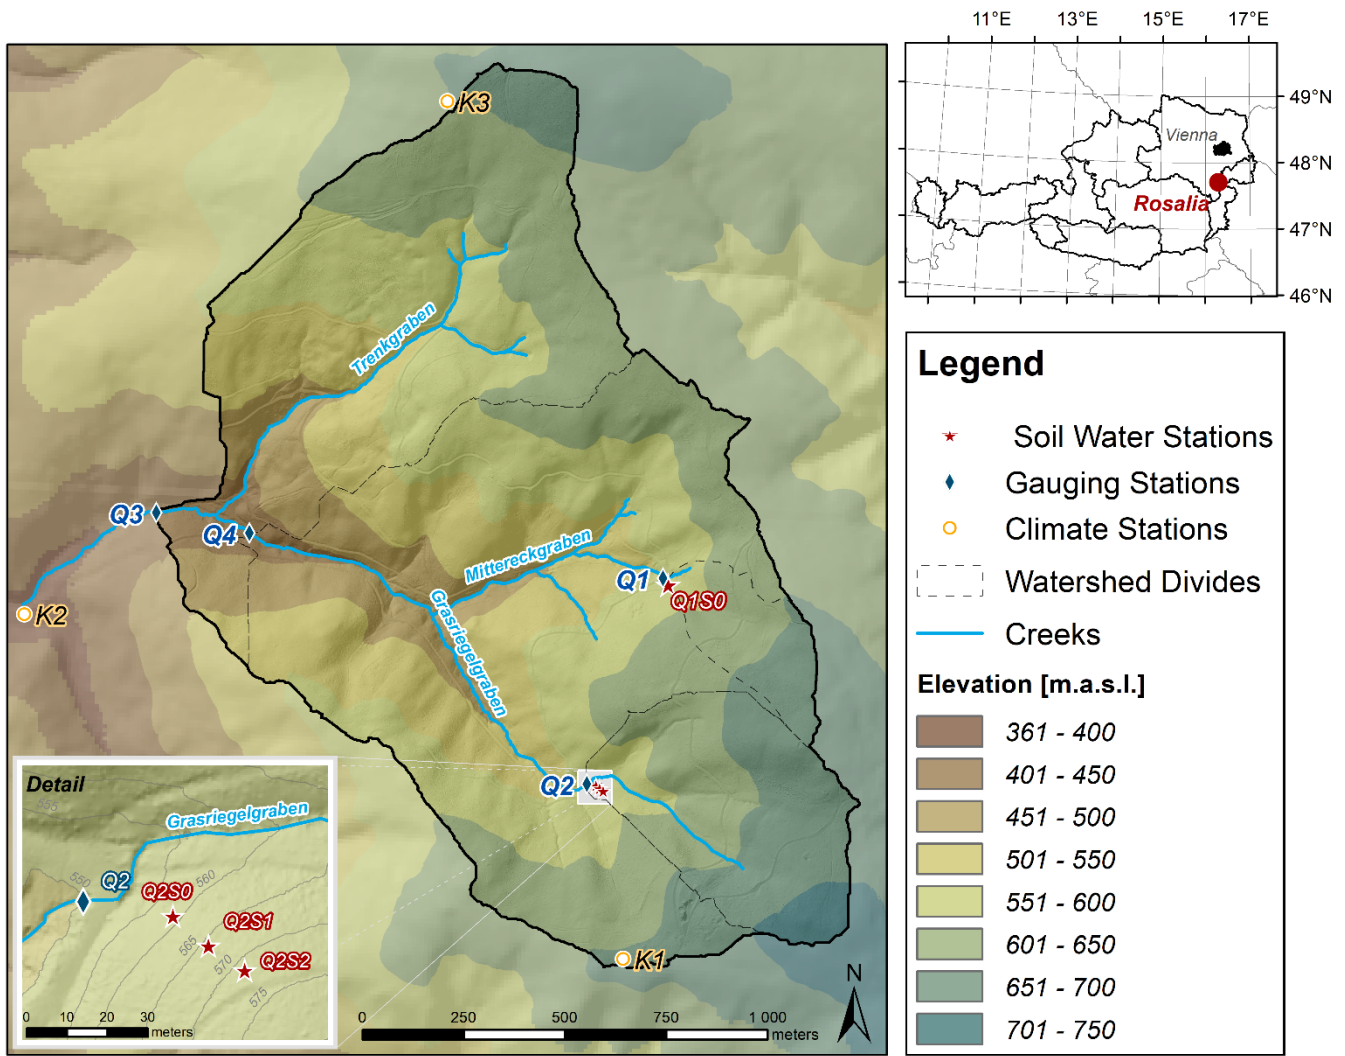 11°E 13°E 15°E 17°E
49°N
48°N
47°N
46°N
Vienna
Rosalia
K3
Trenkgraben
Q3
Q4
Mittereckgraben
Q1
Q1S0
K2
Grasriegelgraben
Q2
K1
N
0 250 500 750 1 000
meters
Detail
555
Grasriegelgraben
550
Q2
560
Q2S0
Q2S1
565
570
Q2S2
575
0 10 20 30
meters
Legend
Soil Water Stations
Gauging Stations
Climate Stations
Watershed Divides
Creeks
Elevation [m.a.s.l.]
361 - 400
401 - 450
451 - 500
501 - 550
551 - 600
601 - 650
651 - 700
701 - 750